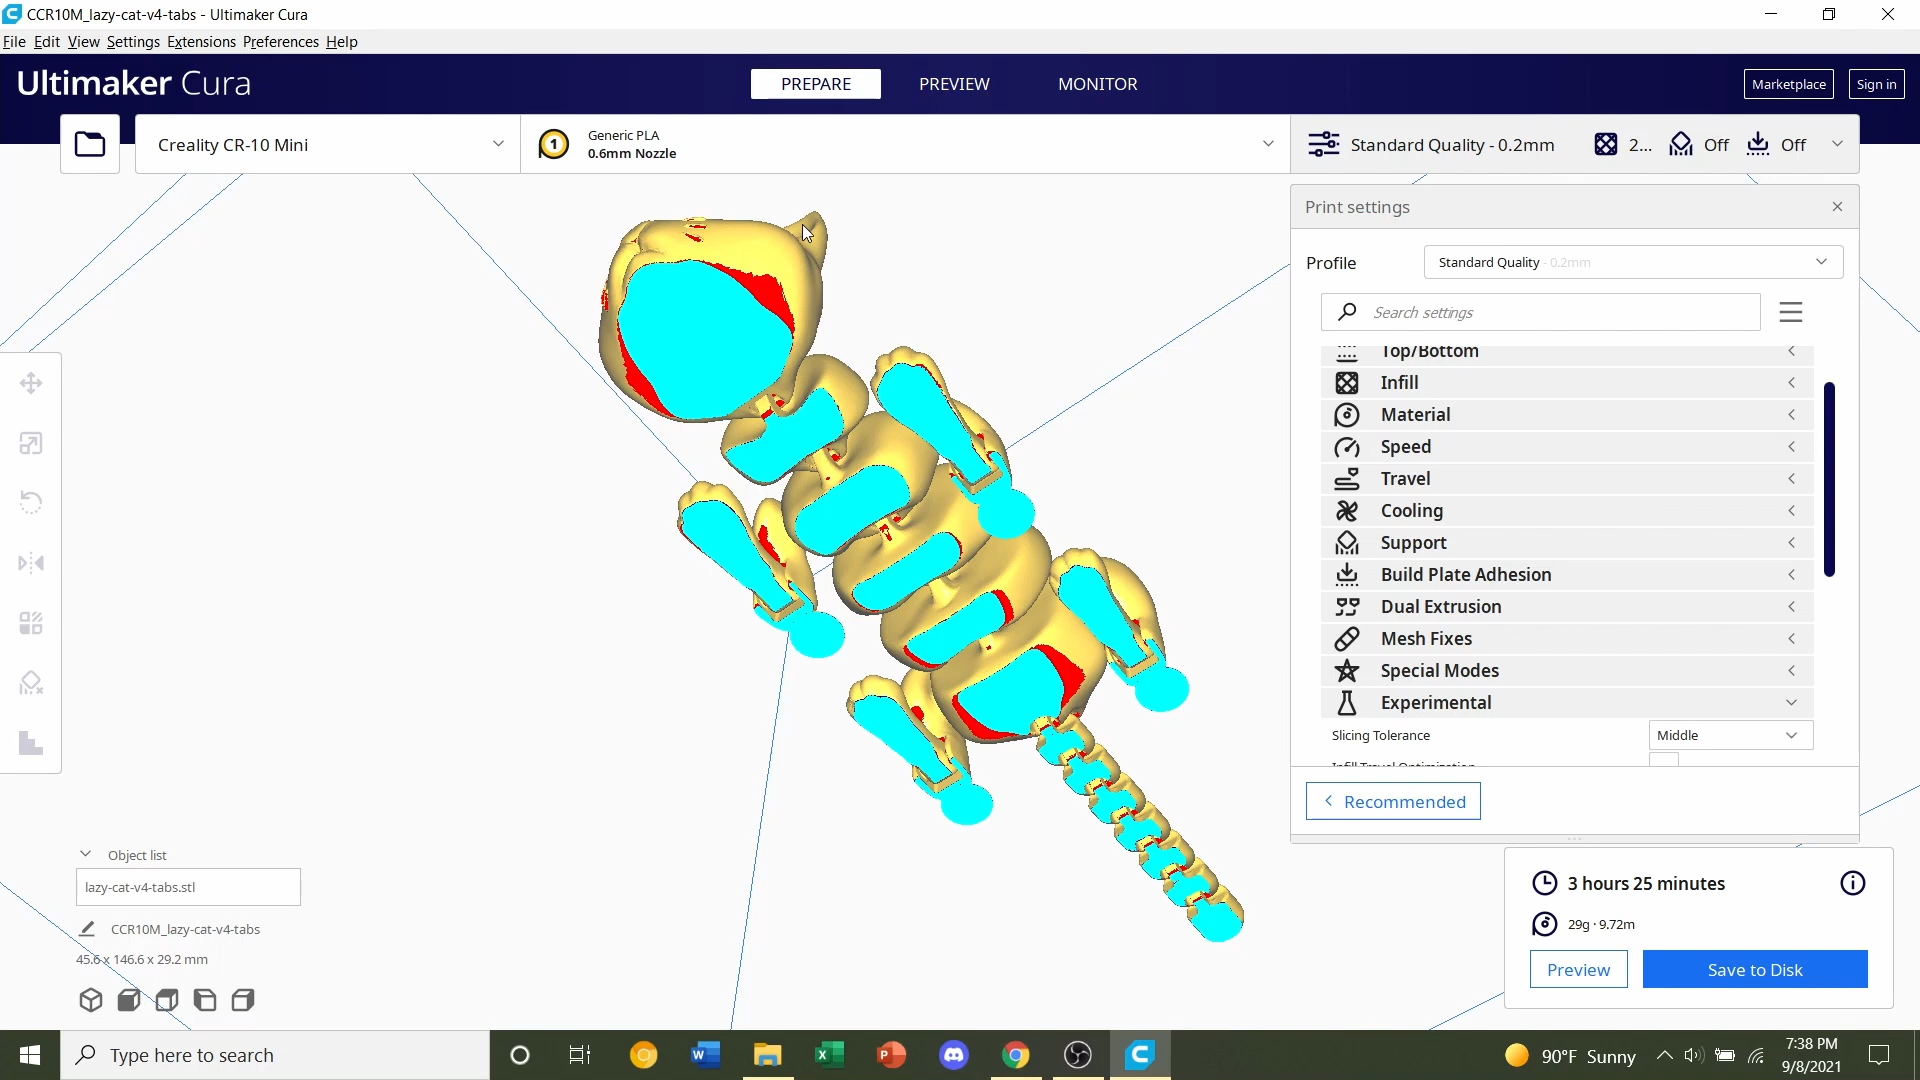 CCR10M_lazy-cat-v4-tabs - Ultimaker Cura
File Edit View Settings Extensions Preferences Help
Ultimaker Cura
PREPARE
PREVIEW
MONITOR
Marketplace
Sign in
Creality CR-10 Mini
1
Generic PLA
0.6mm Nozzle
Standard Quality - 0.2mm
2...
Off
Off
Print settings
Profile
Standard Quality - 0.2mm
Search settings
Top/Bottom
Infill
Material
Speed
Travel
Cooling
Support
Build Plate Adhesion
Dual Extrusion
Mesh Fixes
Special Modes
Experimental
Slicing Tolerance
Middle
Infill Travel Optimization
Recommended
Object list
lazy-cat-v4-tabs.stl
CCR10M_lazy-cat-v4-tabs
45.6 x 146.6 x 29.2 mm
3 hours 25 minutes
29g · 9.72m
Preview
Save to Disk
Type here to search
90°F Sunny
7:38 PM
9/8/2021